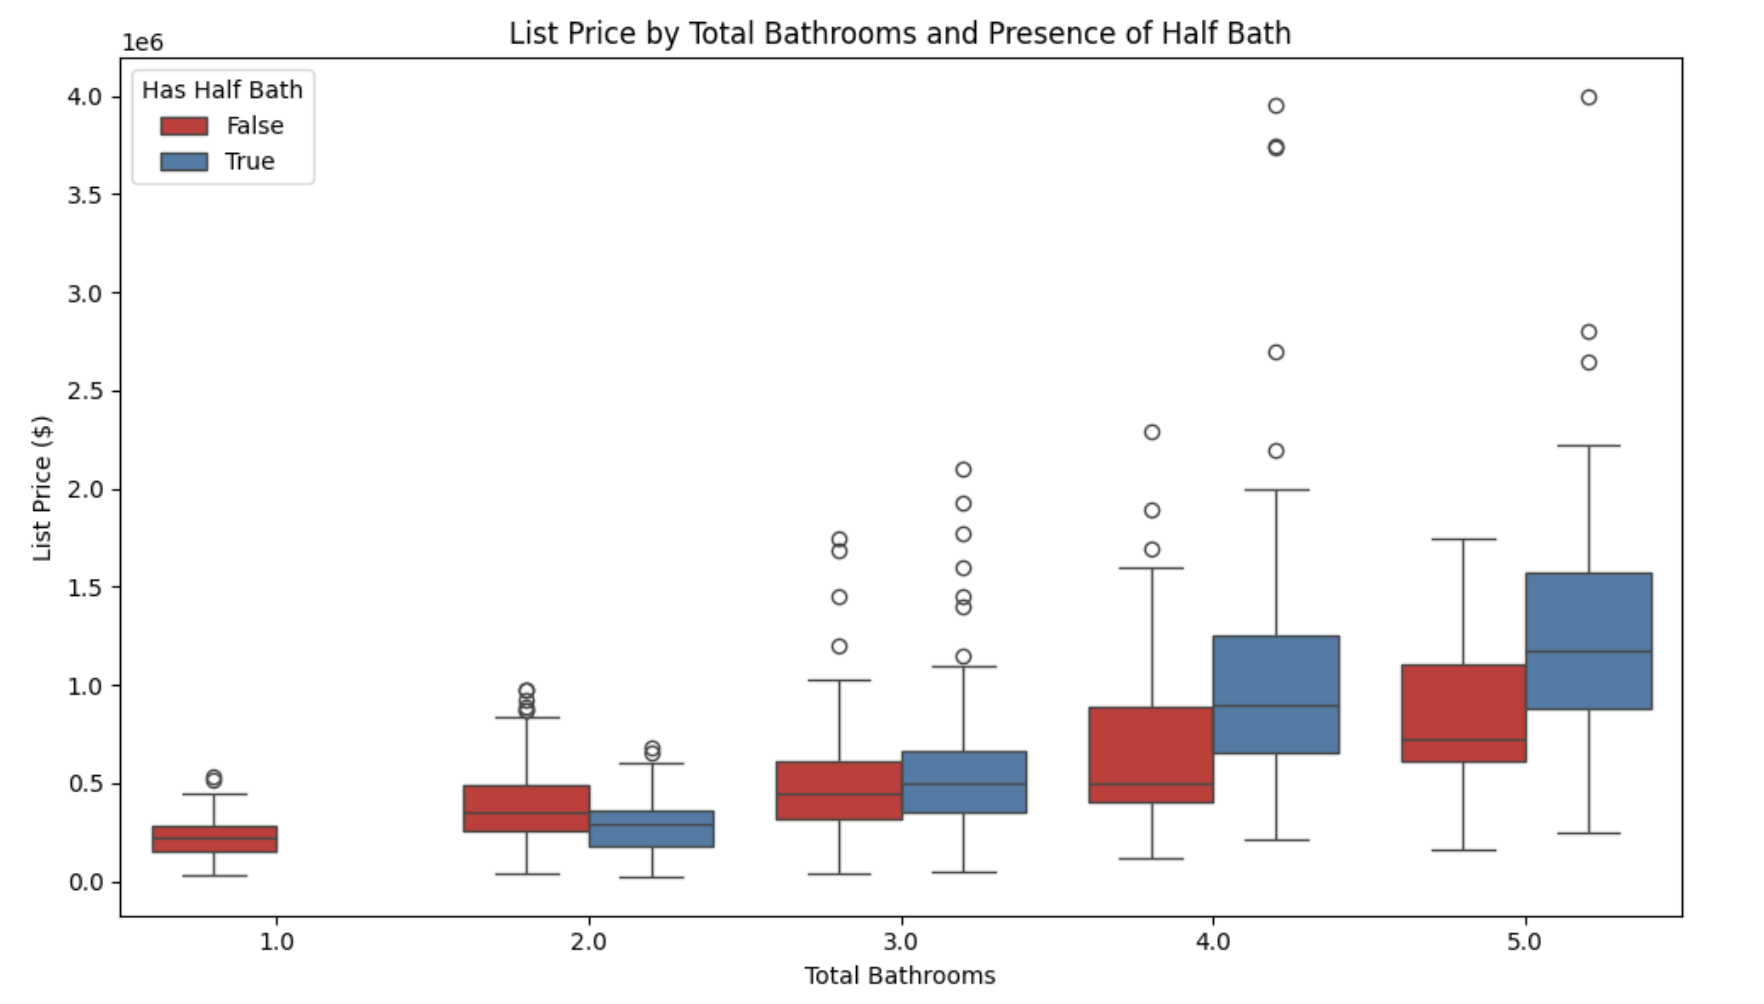 List Price by Total Bathrooms and Presence of Half Bath
1e6
Has Half Bath
False
True
4.0
3.5
3.0
2.5
2.0
1.5
1.0
0.5
0.0
List Price ($)
1.0 2.0 3.0 4.0 5.0
Total Bathrooms